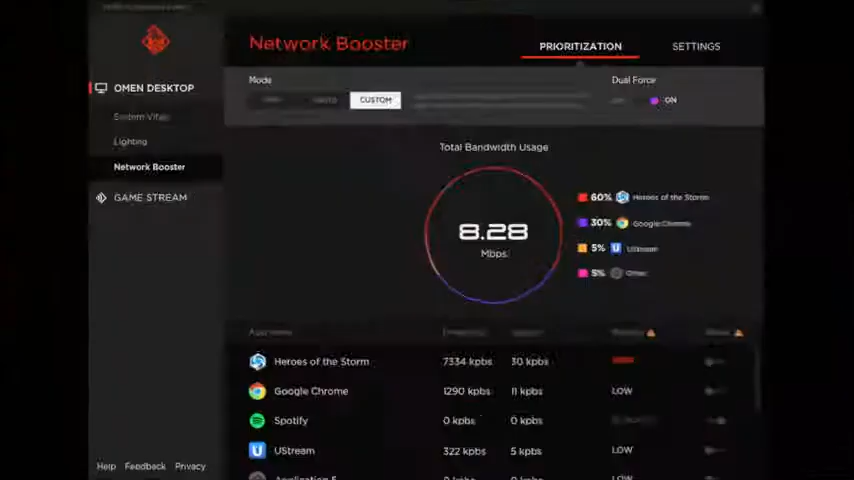 Network Booster
PRIORITIZATION
SETTINGS
OMEN DESKTOP
System Vitals
Lighting
Network Booster
GAME STREAM
Mode
CUSTOM
Dual Force
ON
Total Bandwidth Usage
8.28
Mbps
60% Heroes of the Storm
30% Google Chrome
5% UStream
5% Other
Heroes of the Storm 7334 kpbs 30 kpbs
Google Chrome 1290 kpbs 11 kpbs LOW
Spotify 0 kpbs 0 kpbs
UStream 322 kpbs 5 kpbs LOW
Help Feedback Privacy